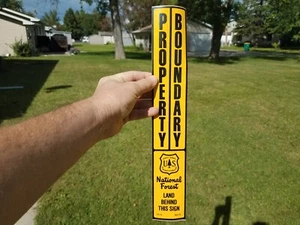 PROPERTY
BOUNDARY
U S
National
Forest
LAND
BEHIND
THIS SIGN